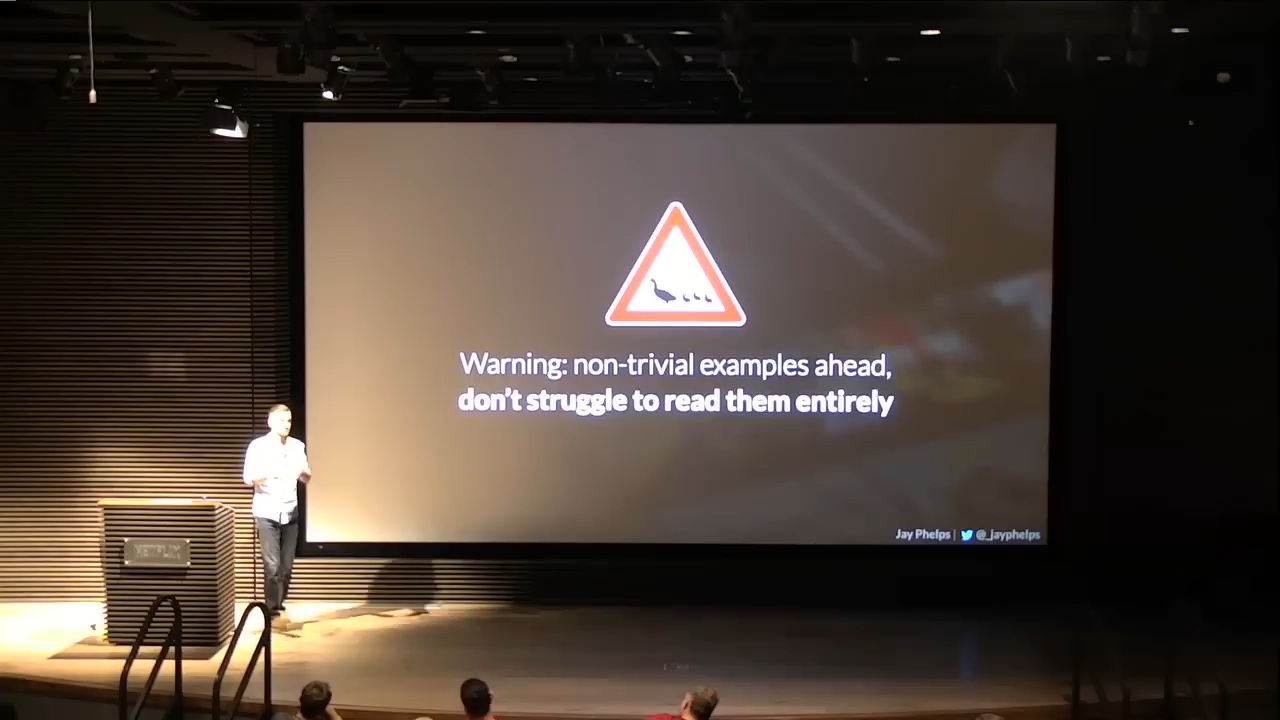 Warning: non-trivial examples ahead,
don't struggle to read them entirely
Jay Phelps | @_jayphelps
NETFLIX